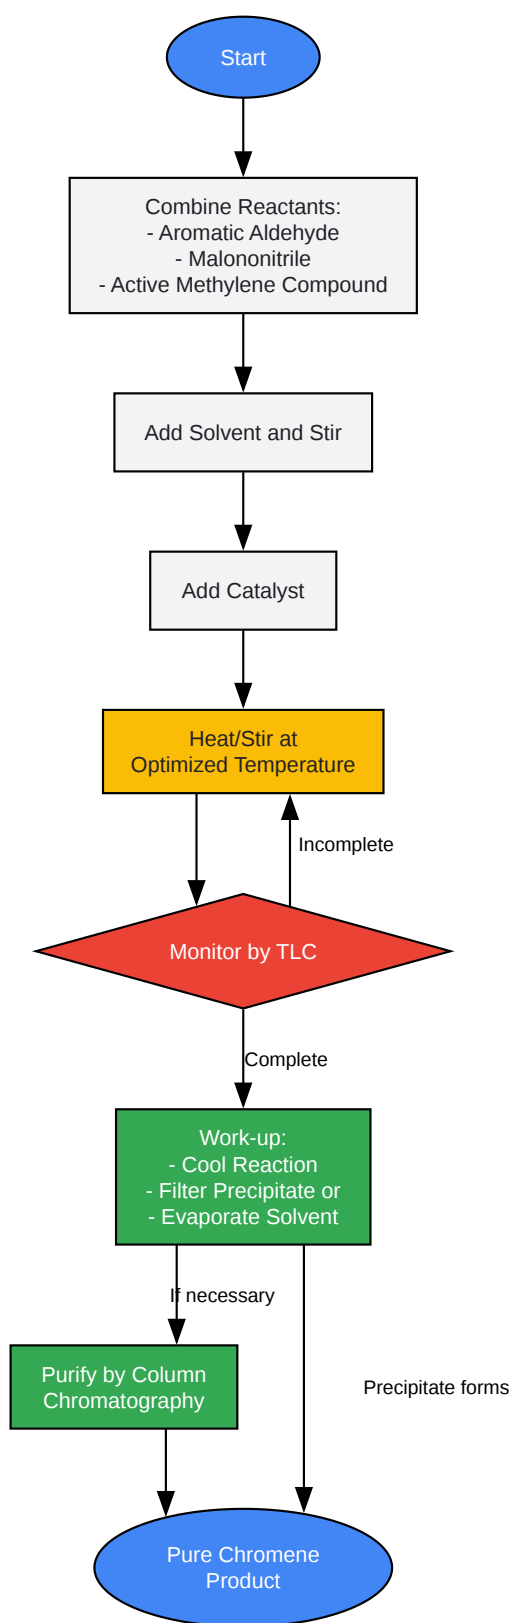 Start
Combine Reactants:
- Aromatic Aldehyde
- Malononitrile
- Active Methylene Compound
Add Solvent and Stir
Add Catalyst
Heat/Stir at
Optimized Temperature
Incomplete
Monitor by TLC
Complete
Work-up:
- Cool Reaction
- Filter Precipitate or
- Evaporate Solvent
If necessary
Purify by Column
Chromatography
Precipitate forms
Pure Chromene
Product